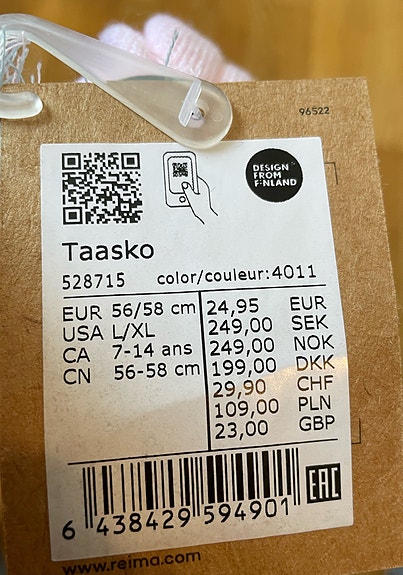 96522
DESIGN
FROM
FINLAND
Taasko
528715 color/couleur:4011
EUR 56/58 cm
USA L/XL
CA 7-14 ans
CN 56-58 cm
24,95 EUR
249,00 SEK
249,00 NOK
199,00 DKK
29,90 CHF
109,00 PLN
23,00 GBP
6 438429 594901
EAC
www.reima.com